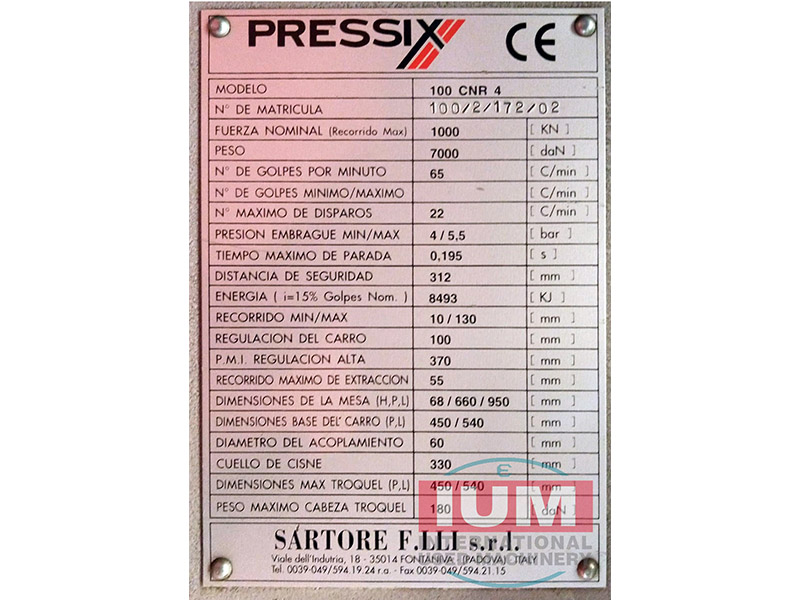 PRESSIX CE
MODELO 100 CNR 4
N° DE MATRICULA 100/2/172/02
FUERZA NOMINAL (Recorrido Max) 1000 [ KN ]
PESO 7000 [ daN ]
N° DE GOLPES POR MINUTO 65 [ C/min ]
N° DE GOLPES MINIMO/MAXIMO [ C/min ]
N° MAXIMO DE DISPAROS 22 [ C/min ]
PRESION EMBRAGUE MIN/MAX 4 / 5,5 [ bar ]
TIEMPO MAXIMO DE PARADA 0,195 [ s ]
DISTANCIA DE SEGURIDAD 312 [ mm ]
ENERGIA ( i=15% Golpes Nom. ) 8493 [ KJ ]
RECORRIDO MIN/MAX 10 / 130 [ mm ]
REGULACION DEL CARRO 100 [ mm ]
P.M.I. REGULACION ALTA 370 [ mm ]
RECORRIDO MAXIMO DE EXTRACCION 55 [ mm ]
DIMENSIONES DE LA MESA (H,P,L) 68 / 660 / 950 [ mm ]
DIMENSIONES BASE DEL' CARRO (P,L) 450 / 540 [ mm ]
DIAMETRO DEL ACOPLAMIENTO 60 [ mm ]
CUELLO DE CISNE 330 [ mm ]
DIMENSIONES MAX TROQUEL (P,L) 450 / 540 [ mm ]
PESO MAXIMO CABEZA TROQUEL 180 [ daN ]
IUM
INTERNATIONAL
USED MACHINERY
SÁRTORE F.LLI s.r.l.
Viale dell'Indutria, 18 - 35014 FONTANIVA (PADOVA) ITALY
Tel. 0039-049/594.19.24 r.a. - Fax 0039-049/594.21.15